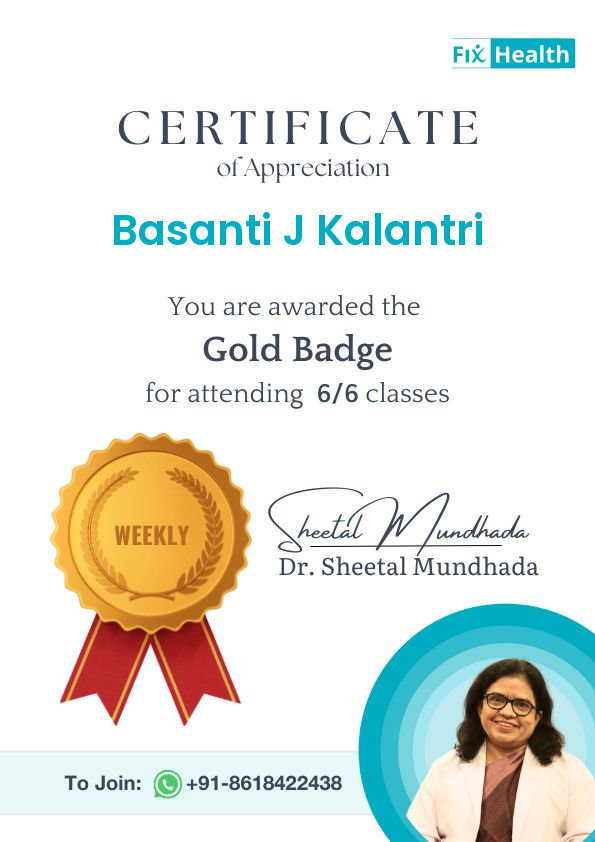 Fix Health
CERTIFICATE
of Appreciation
Basanti J Kalantri
You are awarded the
Gold Badge
for attending 6/6 classes
WEEKLY
Sheetal Mundhada
Dr. Sheetal Mundhada
To Join: +91-8618422438